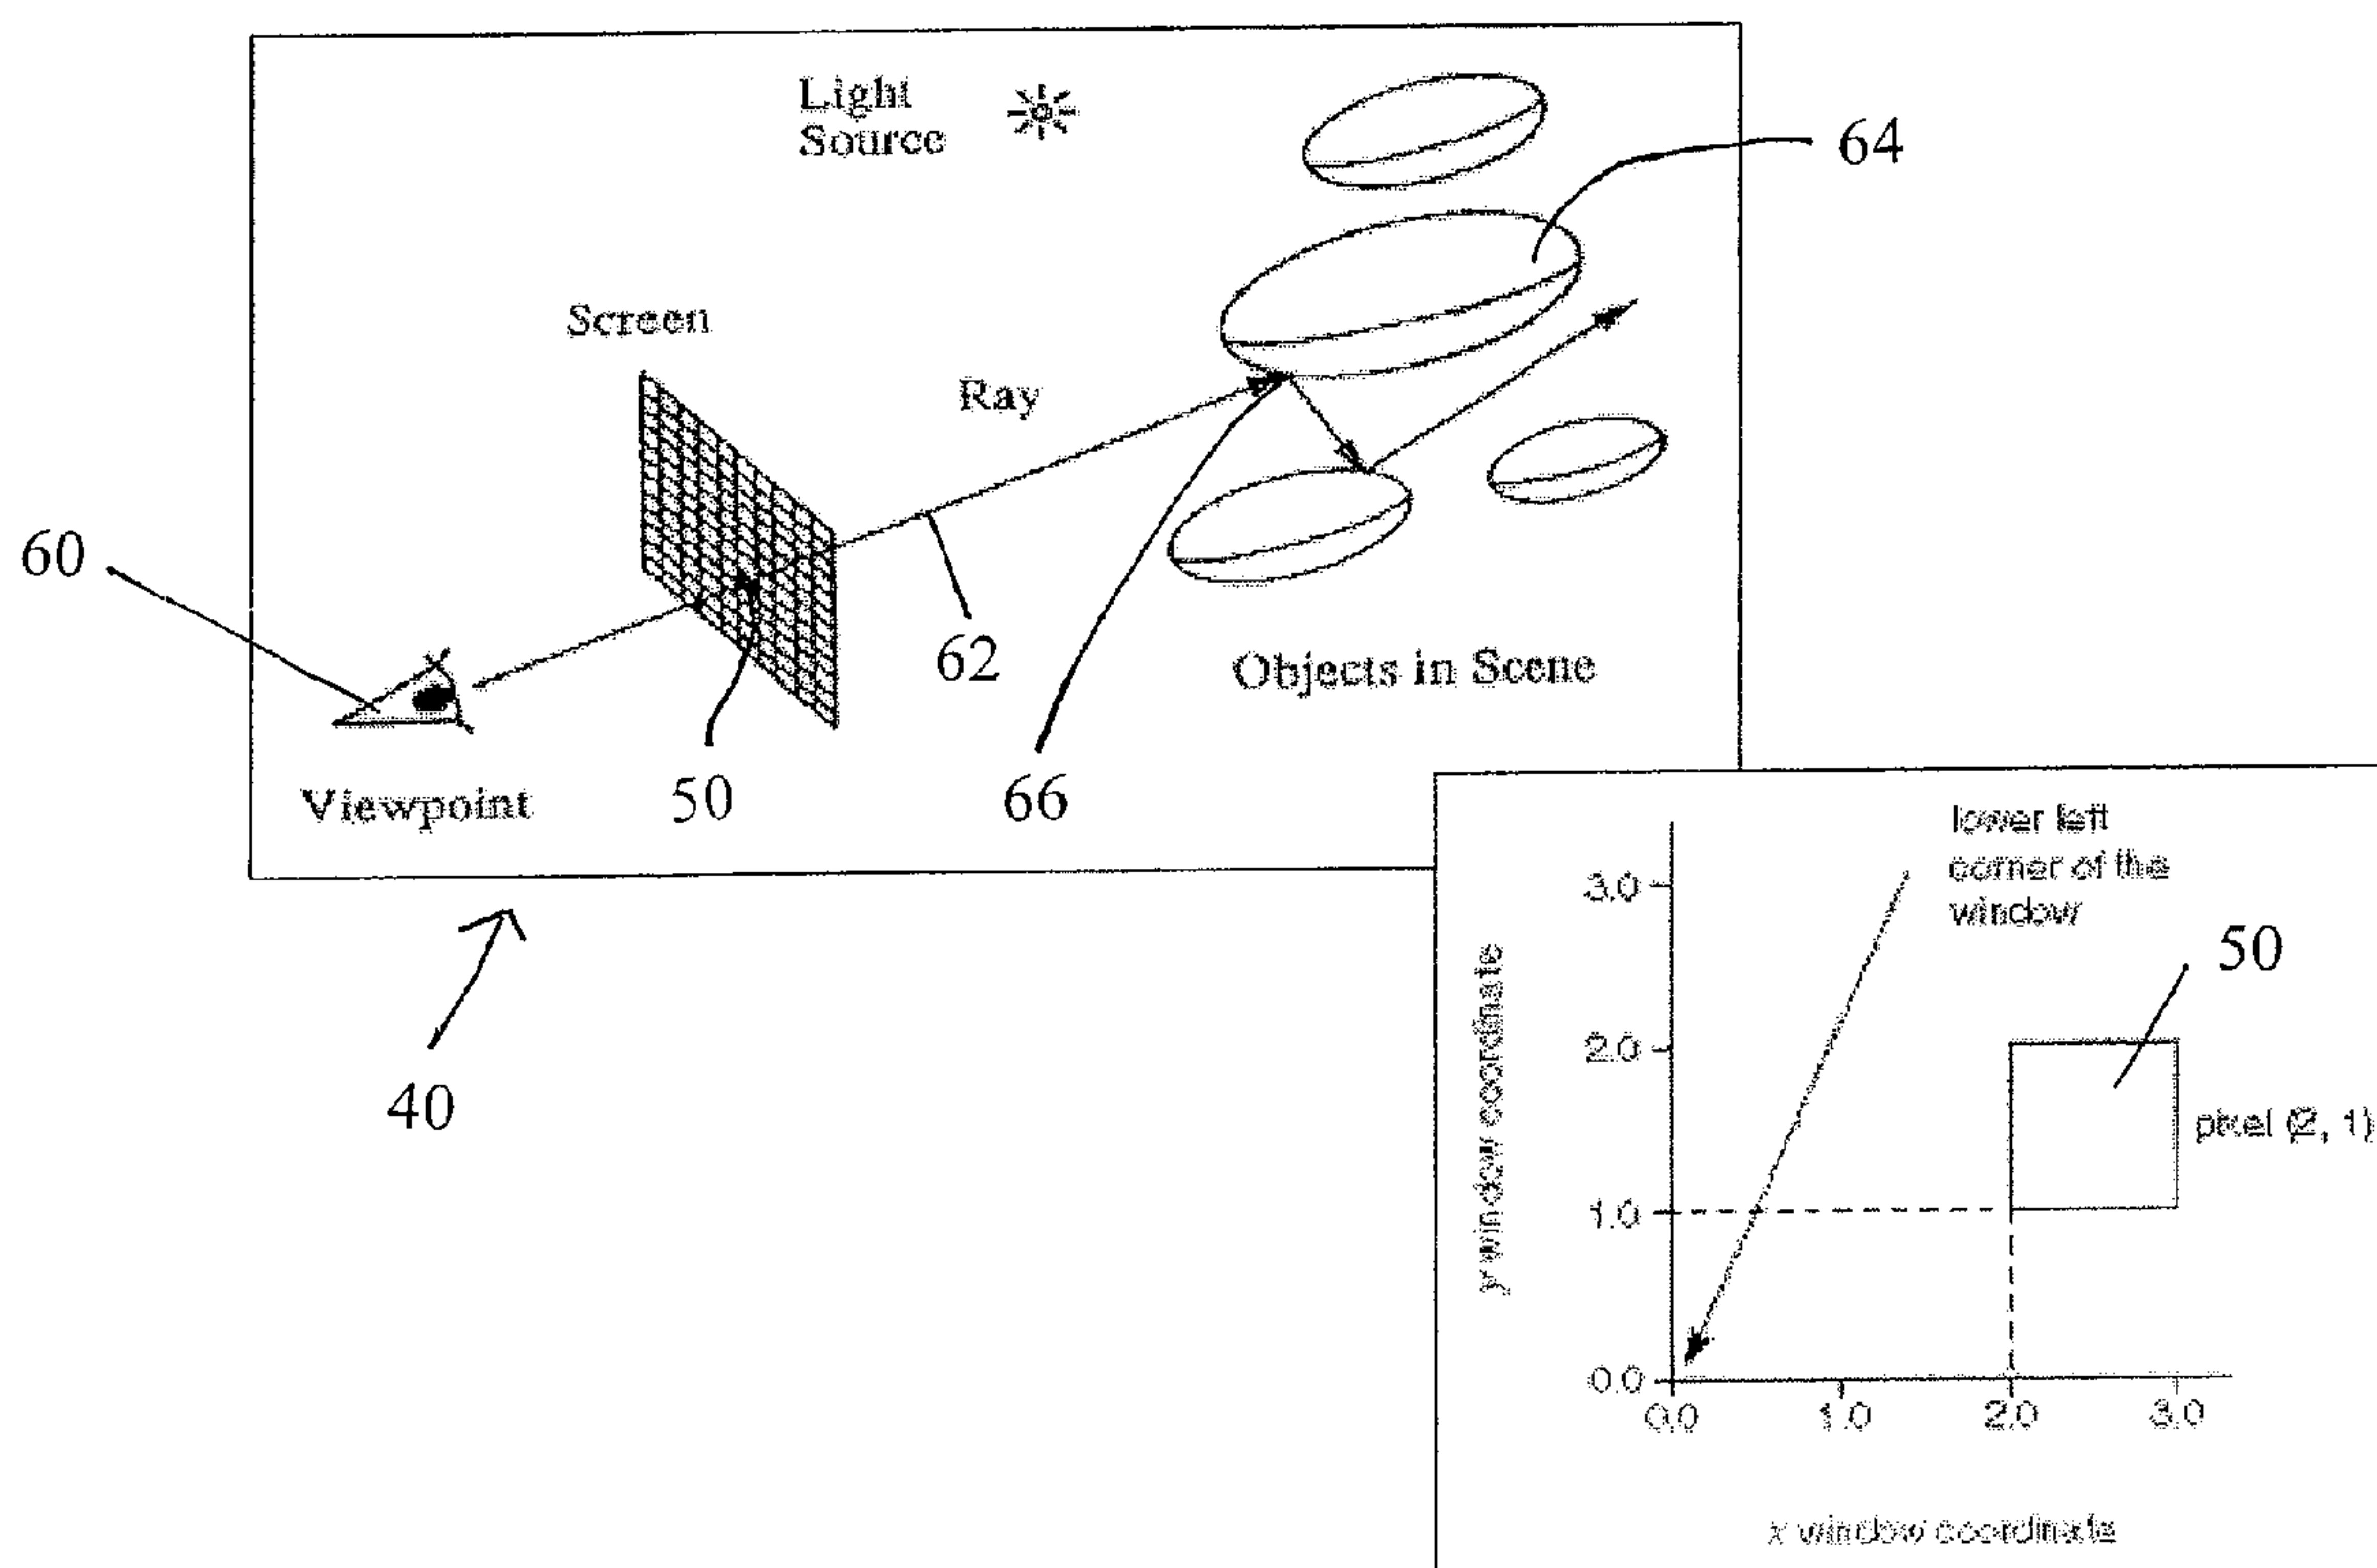 Light
Source
64
Screen
Ray
60
62
Objects in Scene
50
66
Viewpoint
40
lower left
corner of the
window
50
3.0
2.0
pixel (2, 1)
1.0
0.0
0.0 1.0 2.0 3.0
y window coordinate
x window coordinate